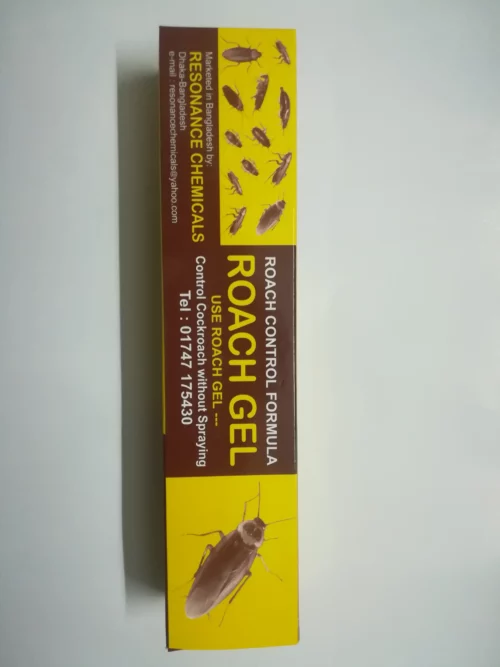 Marketed in Bangladesh by:
RESONANCE CHEMICALS
Dhaka-Bangladesh
e-mail : resonancechemicals@yahoo.com
ROACH CONTROL FORMULA
ROACH GEL
USE ROACH GEL ---
Control Cockroach without Spraying
Tel : 01747 175430